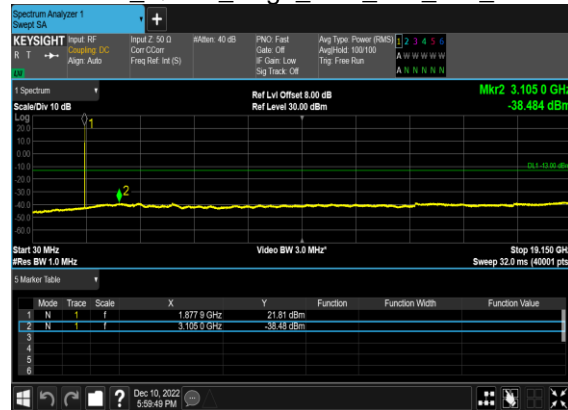 Spectrum Analyzer 1
Swept SA
+
KEYSIGHT
R T
LW
Input: RF
Coupling: DC
Align: Auto
Input Z: 50 Ω
Corr CCorr
Freq Ref: Int (S)
#Atten: 40 dB
PNO: Fast
Gate: Off
IF Gain: Low
Sig Track: Off
Avg Type: Power (RMS)
Avg|Hold: 100/100
Trig: Free Run
1 2 3 4 5 6
A W W W W W
A N N N N N
1 Spectrum
Scale/Div 10 dB
Ref Lvl Offset 8.00 dB
Ref Level 30.00 dBm
Mkr2 3.105 0 GHz
-38.484 dBm
Log
20.0
10.0
0.00
-10.0
-20.0
-30.0
-40.0
-50.0
-60.0
1
2
DL1 -13.00 dBm
Start 30 MHz
#Res BW 1.0 MHz
Video BW 3.0 MHz*
Stop 19.150 GHz
Sweep 32.0 ms (40001 pts)
5 Marker Table
Mode Trace Scale X Y Function Function Width Function Value
1 N 1 f 1.877 9 GHz 21.81 dBm
2 N 1 f 3.105 0 GHz -38.48 dBm
3
4
5
6
?
Dec 10, 2022
5:59:49 PM